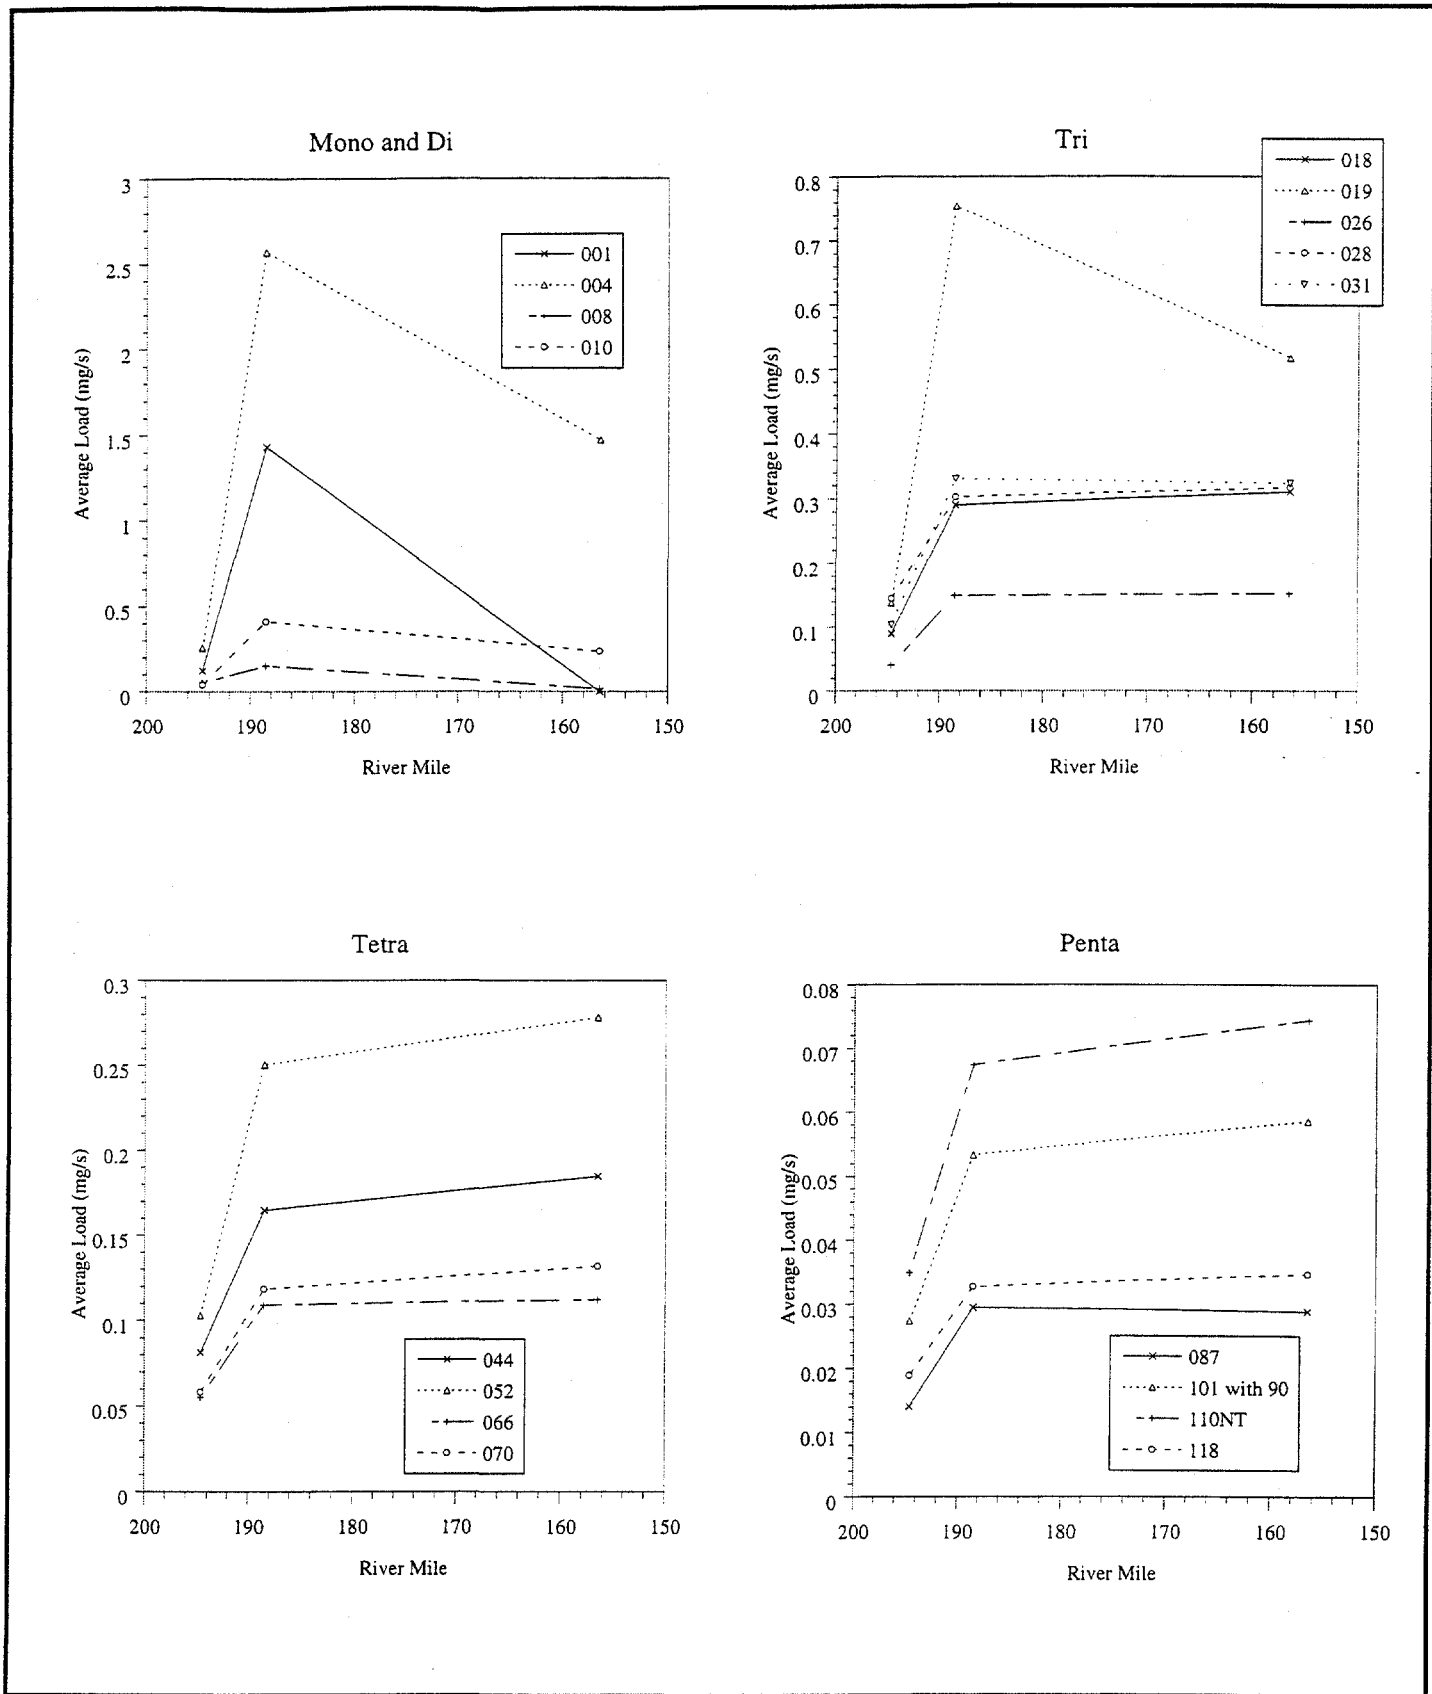 Mono and Di
3
2.5
2
1.5
1
0.5
0
Average Load (mg/s)
001
004
008
010
200 190 180 170 160 150
River Mile
Tri
0.8
0.7
0.6
0.5
0.4
0.3
0.2
0.1
0
Average Load (mg/s)
018
019
026
028
031
200 190 180 170 160 150
River Mile
Tetra
0.3
0.25
0.2
0.15
0.1
0.05
0
Average Load (mg/s)
044
052
066
070
200 190 180 170 160 150
River Mile
Penta
0.08
0.07
0.06
0.05
0.04
0.03
0.02
0.01
0
Average Load (mg/s)
087
101 with 90
110NT
118
200 190 180 170 160 150
River Mile